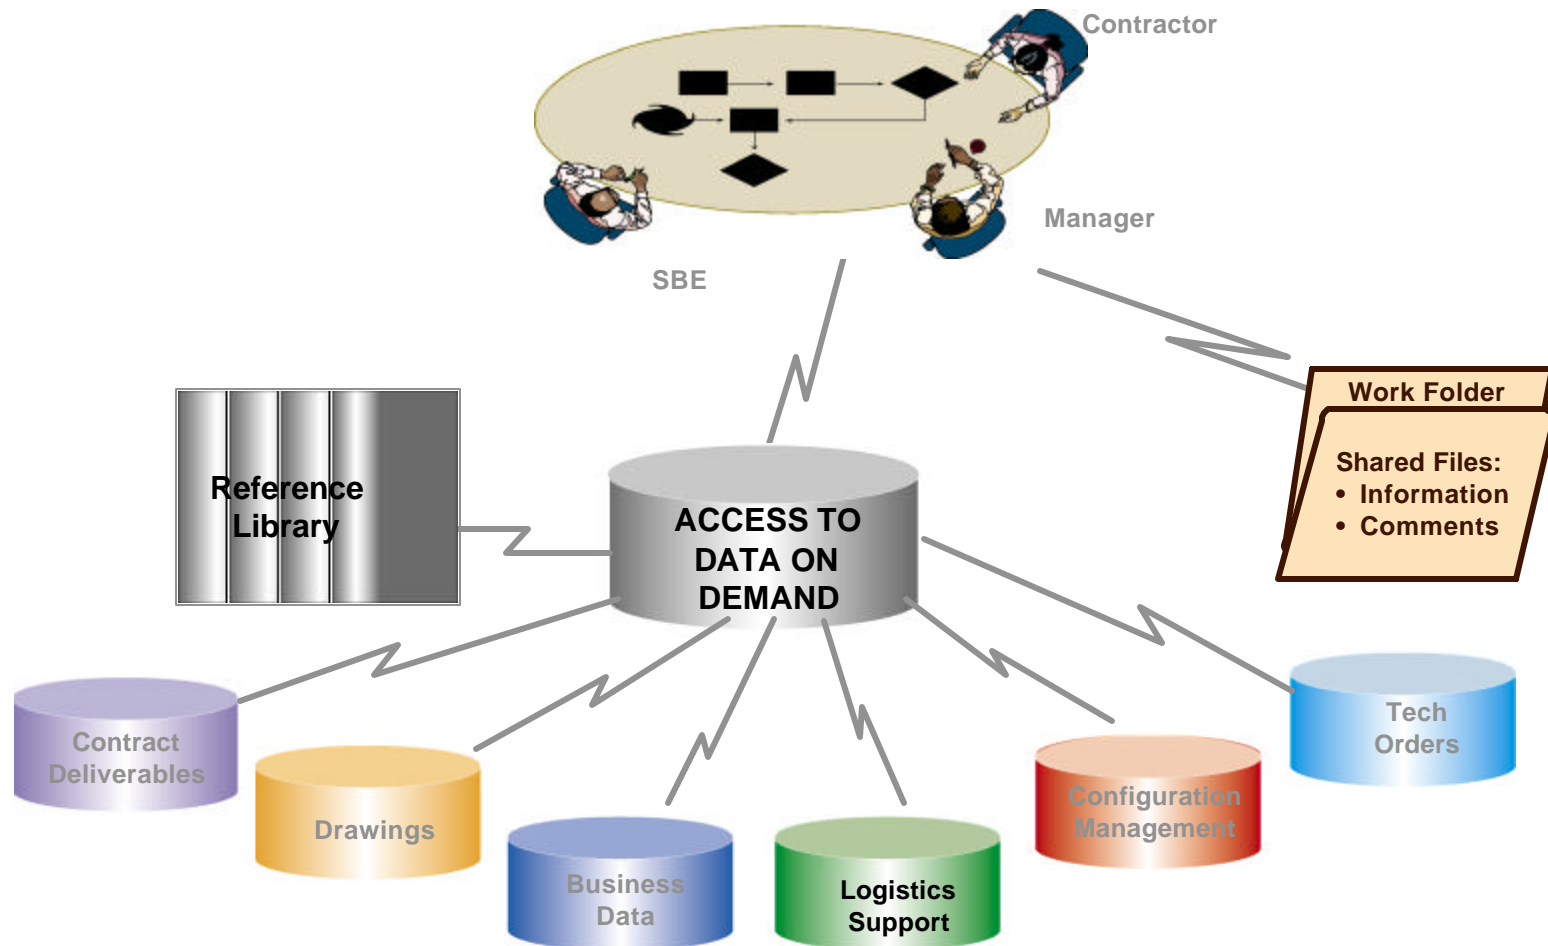 Contractor
Manager
SBE
Work Folder
Shared Files:
• Information
• Comments
Reference
Library
ACCESS TO
DATA ON
DEMAND
Contract
Deliverables
Drawings
Business
Data
Logistics
Support
Configuration
Management
Tech
Orders